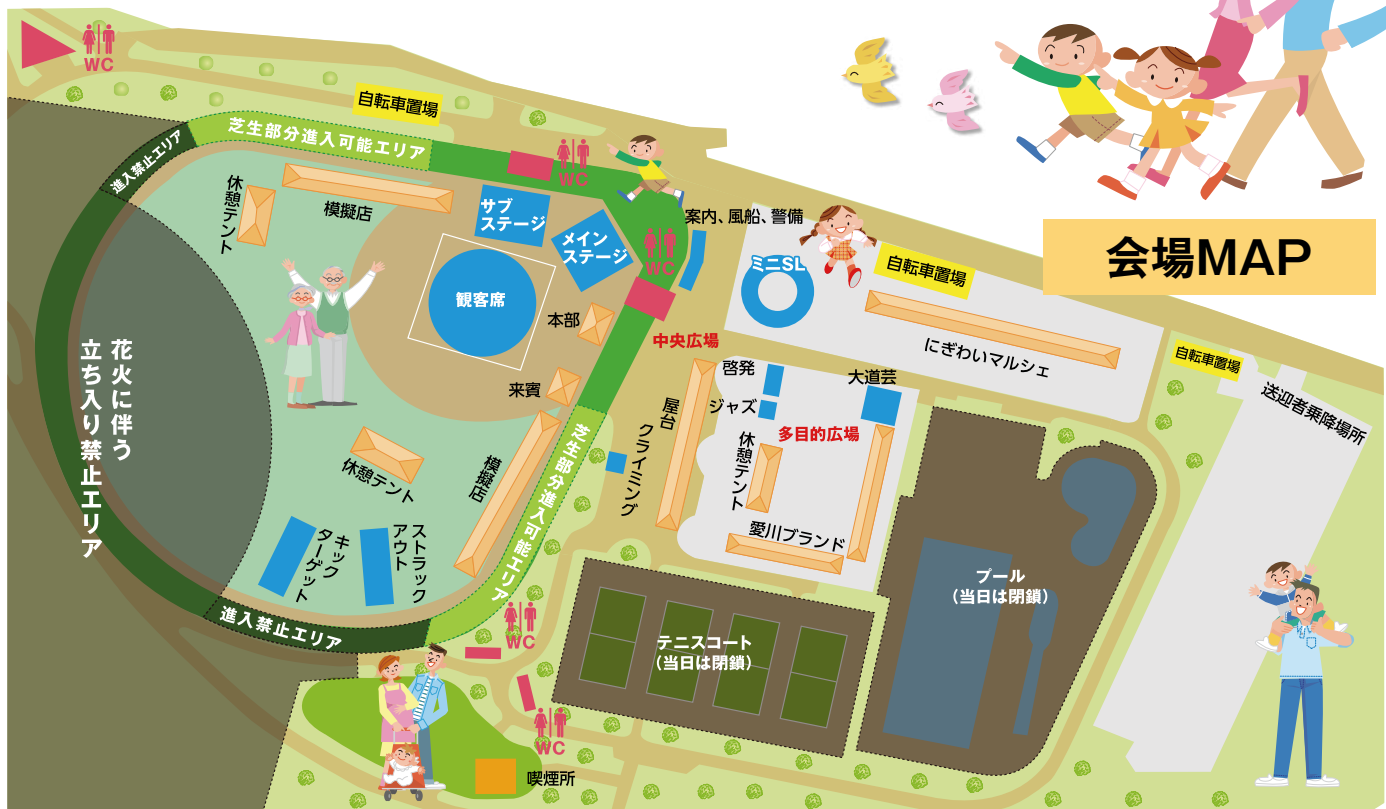 会場MAP
WC
自転車置場
芝生部分進入可能エリア
進入禁止エリア
WC
休憩テント
模擬店
サブ
ステージ
メイン
ステージ
WC
案内、風船、警備
ミニSL
自転車置場
観客席
本部
中央広場
にぎわいマルシェ
自転車置場
送迎者乗降場所
花火に伴う
立ち入り禁止エリア
来賓
屋台
クライミング
啓発
ジャズ
大道芸
多目的広場
休憩テント
愛川ブランド
休憩テント
模擬店
芝生部分進入可能エリア
キック
ターゲット
ストラック
アウト
進入禁止エリア
WC
テニスコート
(当日は閉鎖)
プール
(当日は閉鎖)
WC
喫煙所